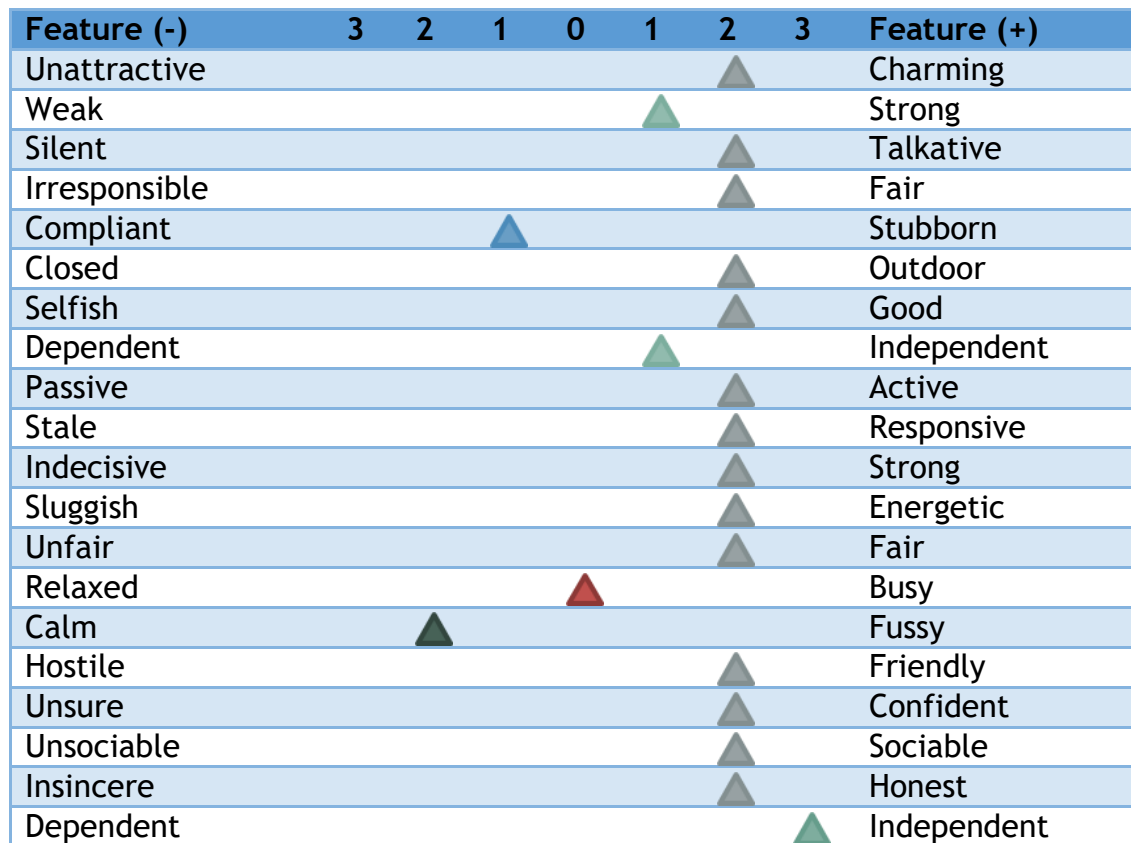 Feature (-) 3 2 1 0 1 2 3 Feature (+)
Unattractive Charming
Weak Strong
Silent Talkative
Irresponsible Fair
Compliant Stubborn
Closed Outdoor
Selfish Good
Dependent Independent
Passive Active
Stale Responsive
Indecisive Strong
Sluggish Energetic
Unfair Fair
Relaxed Busy
Calm Fussy
Hostile Friendly
Unsure Confident
Unsociable Sociable
Insincere Honest
Dependent Independent